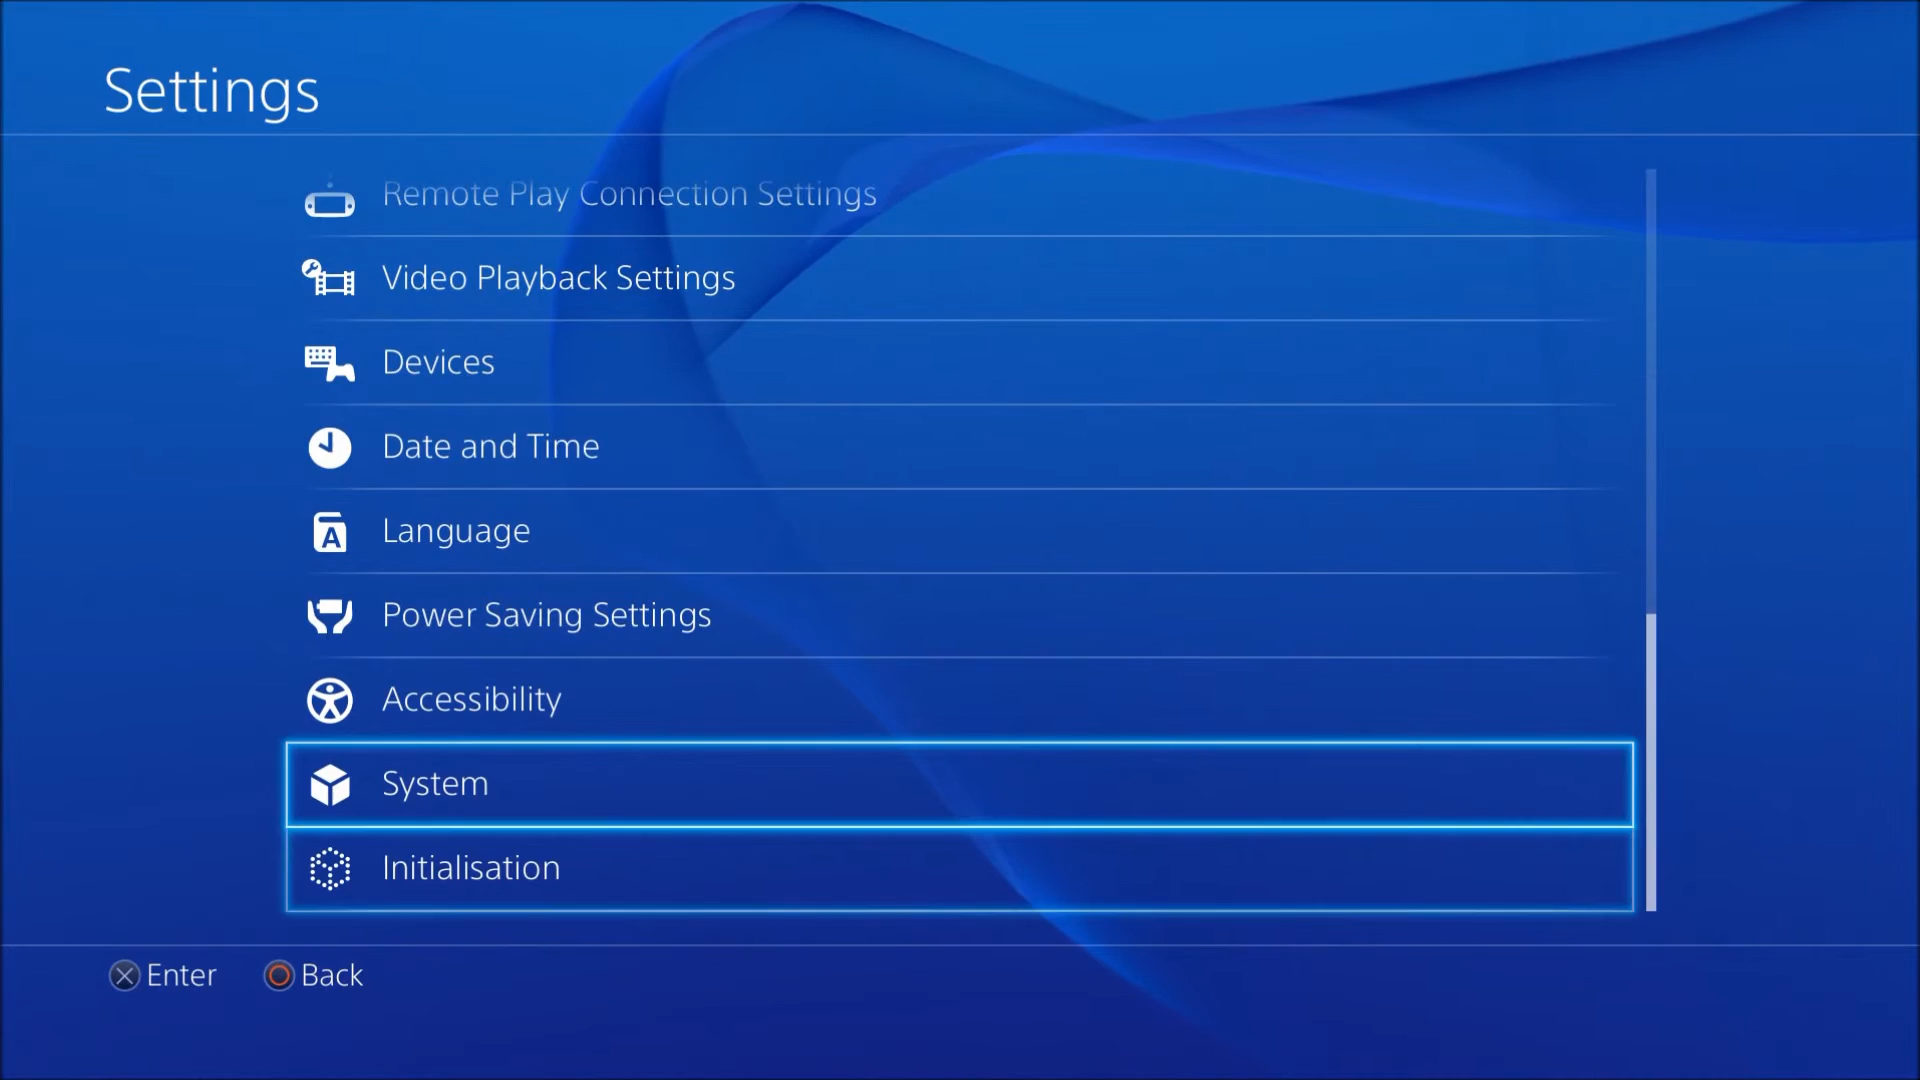 Settings
Remote Play Connection Settings
Video Playback Settings
Devices
Date and Time
Language
Power Saving Settings
Accessibility
System
Initialisation
Enter Back